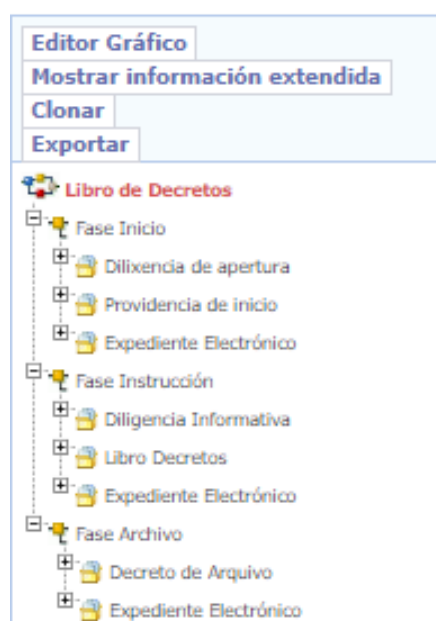 Editor Gráfico
Mostrar información extendida
Clonar
Exportar
Libro de Decretos
Fase Inicio
Dilixencia de apertura
Providencia de inicio
Expediente Electrónico
Fase Instrucción
Diligencia Informativa
Libro Decretos
Expediente Electrónico
Fase Archivo
Decreto de Arquivo
Expediente Electrónico